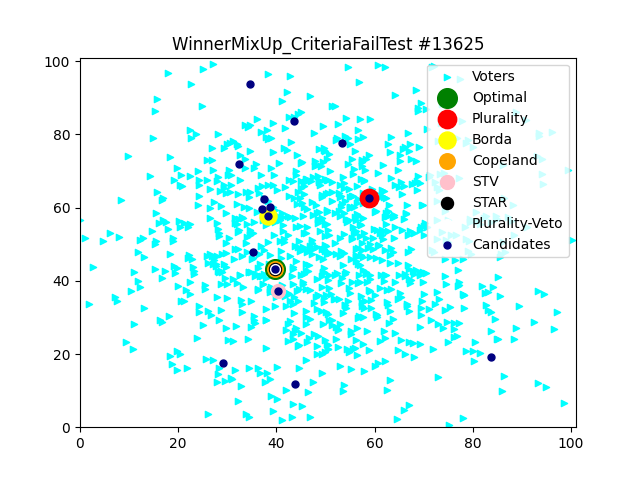 WinnerMixUp_CriteriaFailTest #13625
100
80
60
40
20
0
0
20
40
60
80
100
Voters
Optimal
Plurality
Borda
Copeland
STV
STAR
Plurality-Veto
Candidates